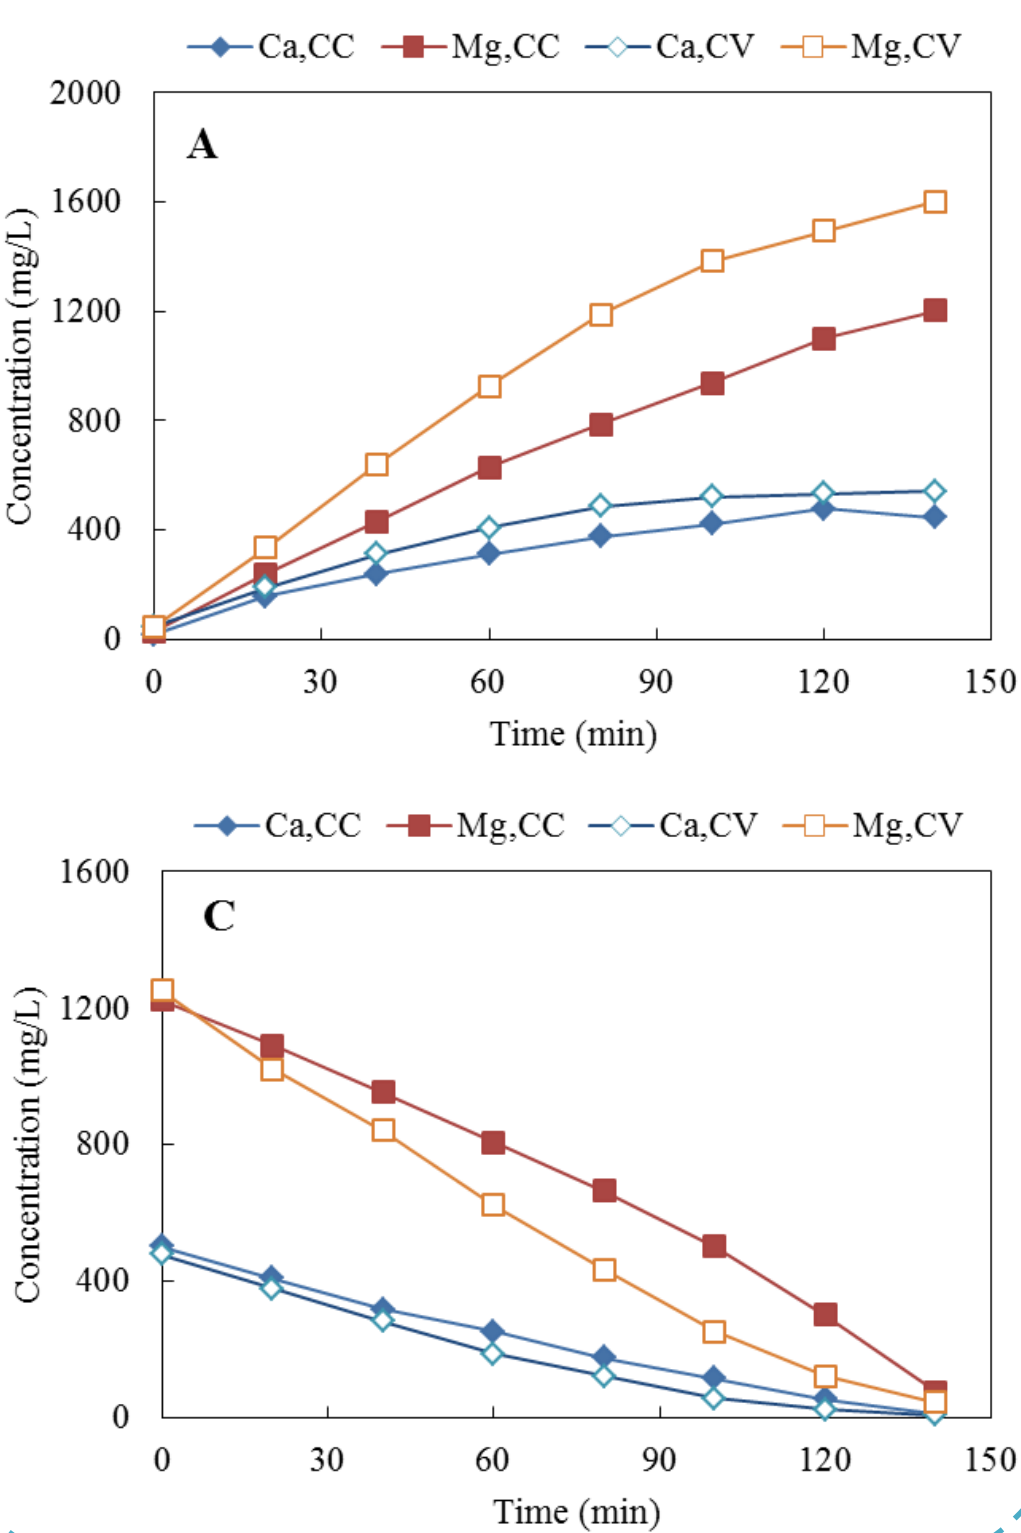 Ca,CC Mg,CC Ca,CV Mg,CV
2000
A
1600
1200
800
400
0
Concentration (mg/L)
0 30 60 90 120 150
Time (min)
Ca,CC Mg,CC Ca,CV Mg,CV
1600
C
1200
800
400
0
Concentration (mg/L)
0 30 60 90 120 150
Time (min)